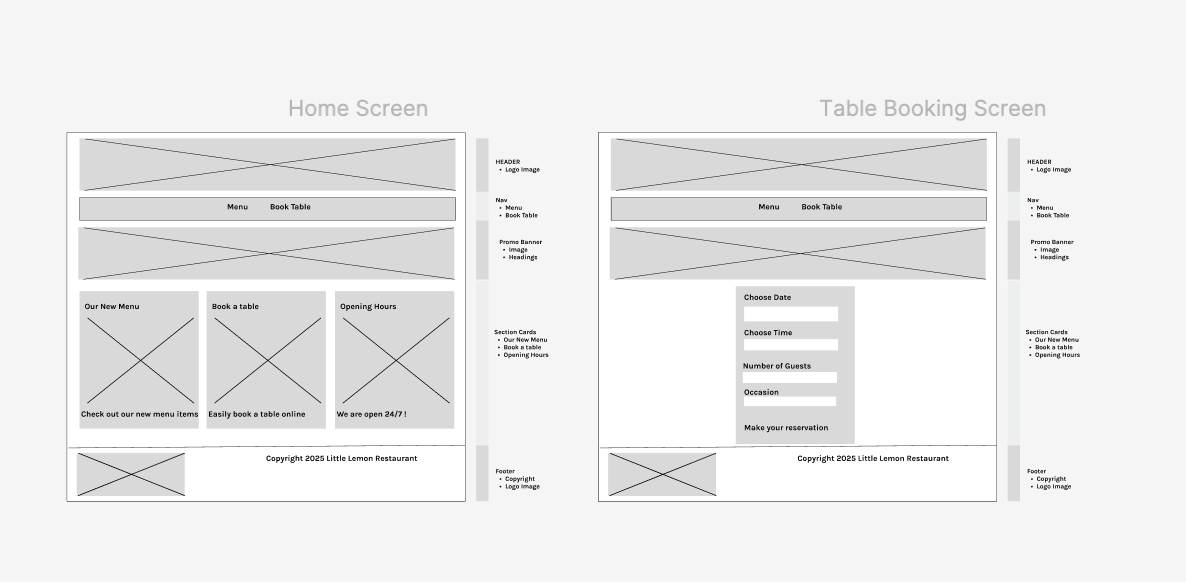 Home Screen
Menu
Book Table
Our New Menu
Book a table
Opening Hours
Check out our new menu items
Easily book a table online
We are open 24/7 !
Copyright 2025 Little Lemon Restaurant
HEADER
• Logo Image
Nav
• Menu
• Book Table
Promo Banner
• Image
• Headings
Section Cards
• Our New Menu
• Book a table
• Opening Hours
Footer
• Copyright
• Logo Image
Table Booking Screen
Menu
Book Table
Choose Date
Choose Time
Number of Guests
Occasion
Make your reservation
Copyright 2025 Little Lemon Restaurant
HEADER
• Logo Image
Nav
• Menu
• Book Table
Promo Banner
• Image
• Headings
Section Cards
• Our New Menu
• Book a table
• Opening Hours
Footer
• Copyright
• Logo Image